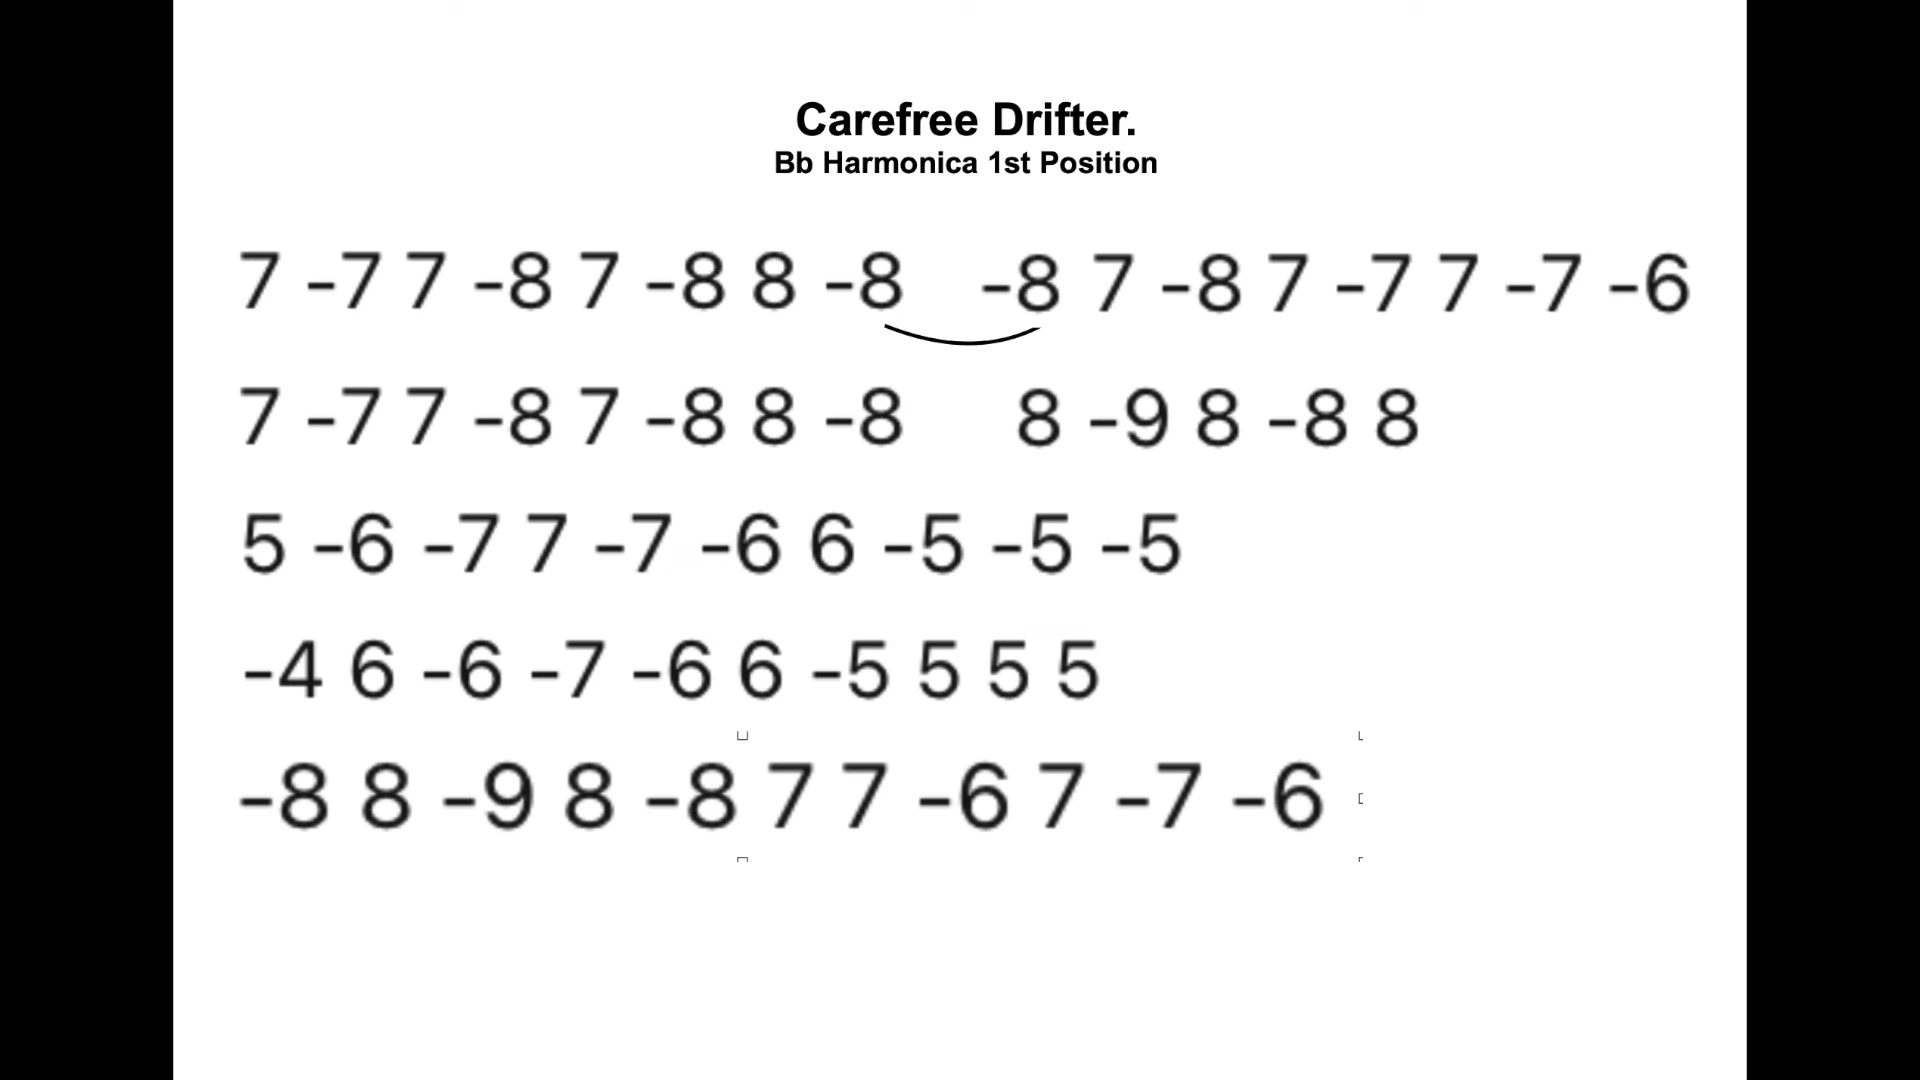 Carefree Drifter.
Bb Harmonica 1st Position
7 -7 7 -8 7 -8 8 -8 -8 7 -8 7 -7 7 -7 -6
7 -7 7 -8 7 -8 8 -8 8 -9 8 -8 8
5 -6 -7 7 -7 -6 6 -5 -5 -5
-4 6 -6 -7 -6 6 -5 5 5 5
-8 8 -9 8 -8 7 7 -6 7 -7 -6